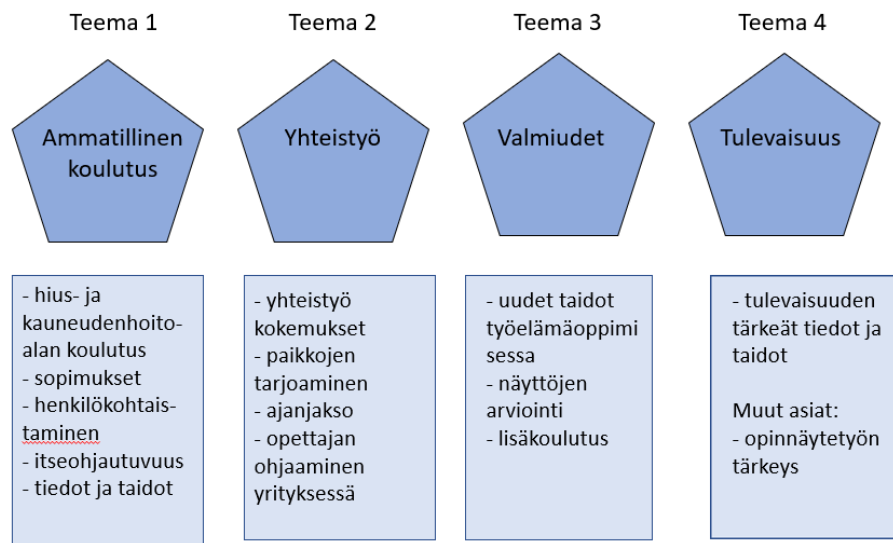 Teema 1
Teema 2
Teema 3
Teema 4
Ammatillinen
koulutus
Yhteistyö
Valmiudet
Tulevaisuus
- hius- ja
kauneudenhoito-
alan koulutus
- sopimukset
- henkilökohtais-
taminen
- itseohjautuvuus
- tiedot ja taidot
- yhteistyö
kokemukset
- paikkojen
tarjoaminen
- ajanjakso
- opettajan
ohjaaminen
yrityksessä
- uudet taidot
työelämäoppimi
sessa
- näyttöjen
arviointi
- lisäkoulutus
- tulevaisuuden
tärkeät tiedot ja
taidot
Muut asiat:
- opinnäytetyön
tärkeys